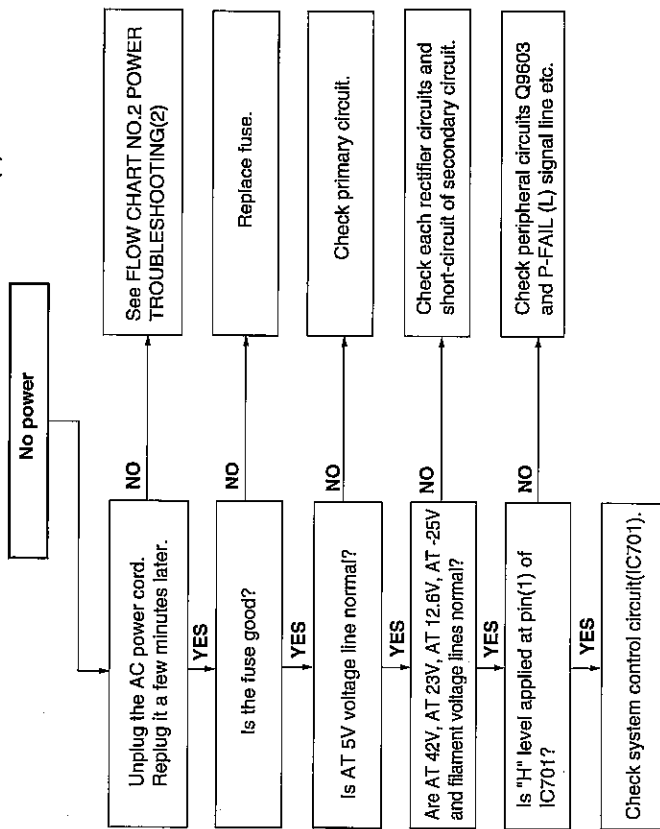 No power
Unplug the AC power cord.
Replug it a few minutes later.
NO
See FLOW CHART NO.2 POWER
TROUBLESHOOTING(2)
YES
Is the fuse good?
NO
Replace fuse.
YES
Is AT 5V voltage line normal?
NO
Check primary circuit.
YES
Are AT 42V, AT 23V, AT 12.6V, AT -25V
and filament voltage lines normal?
NO
Check each rectifier circuits and
short-circuit of secondary circuit.
YES
Is "H" level applied at pin(1) of
IC701?
NO
Check peripheral circuits Q9603
and P-FAIL (L) signal line etc.
YES
Check system control circuit(IC701).